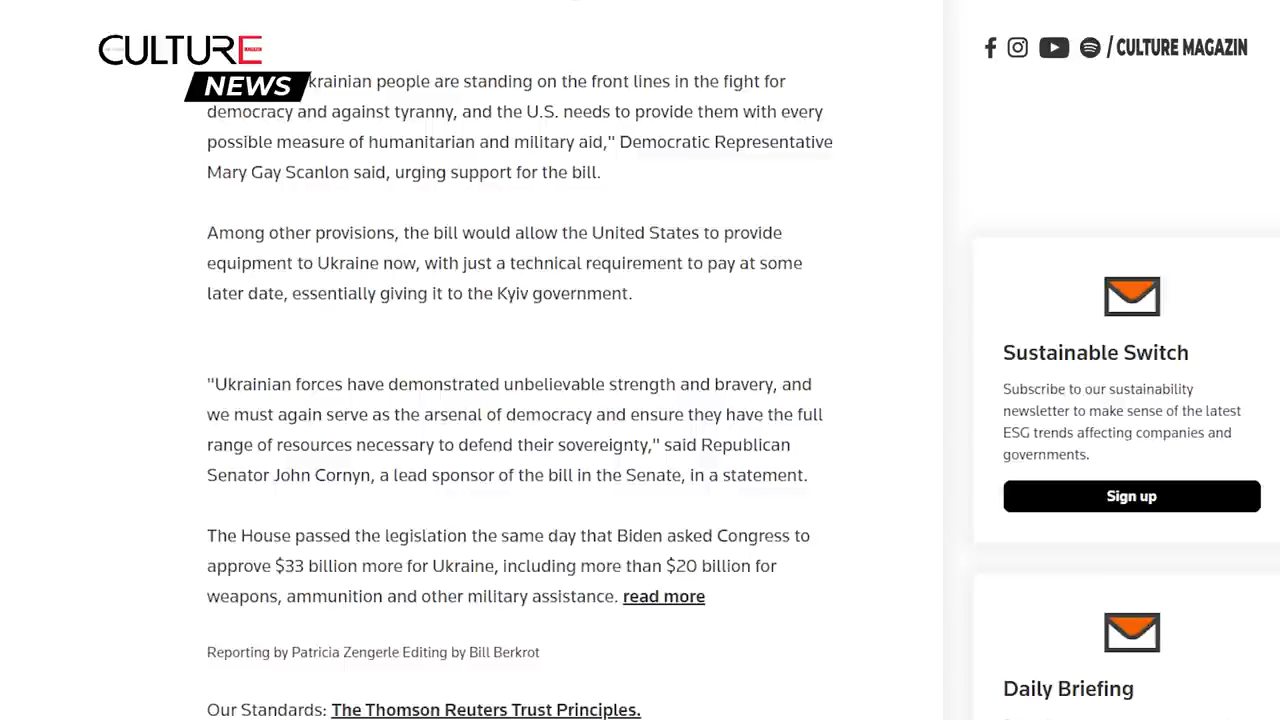 CULTURE
NEWS
/ CULTURE MAGAZIN
krainian people are standing on the front lines in the fight for
democracy and against tyranny, and the U.S. needs to provide them with every
possible measure of humanitarian and military aid," Democratic Representative
Mary Gay Scanlon said, urging support for the bill.
Among other provisions, the bill would allow the United States to provide
equipment to Ukraine now, with just a technical requirement to pay at some
later date, essentially giving it to the Kyiv government.
"Ukrainian forces have demonstrated unbelievable strength and bravery, and
we must again serve as the arsenal of democracy and ensure they have the full
range of resources necessary to defend their sovereignty," said Republican
Senator John Cornyn, a lead sponsor of the bill in the Senate, in a statement.
The House passed the legislation the same day that Biden asked Congress to
approve $33 billion more for Ukraine, including more than $20 billion for
weapons, ammunition and other military assistance. read more
Reporting by Patricia Zengerle Editing by Bill Berkrot
Our Standards: The Thomson Reuters Trust Principles.
Sustainable Switch
Subscribe to our sustainability
newsletter to make sense of the latest
ESG trends affecting companies and
governments.
Sign up
Daily Briefing